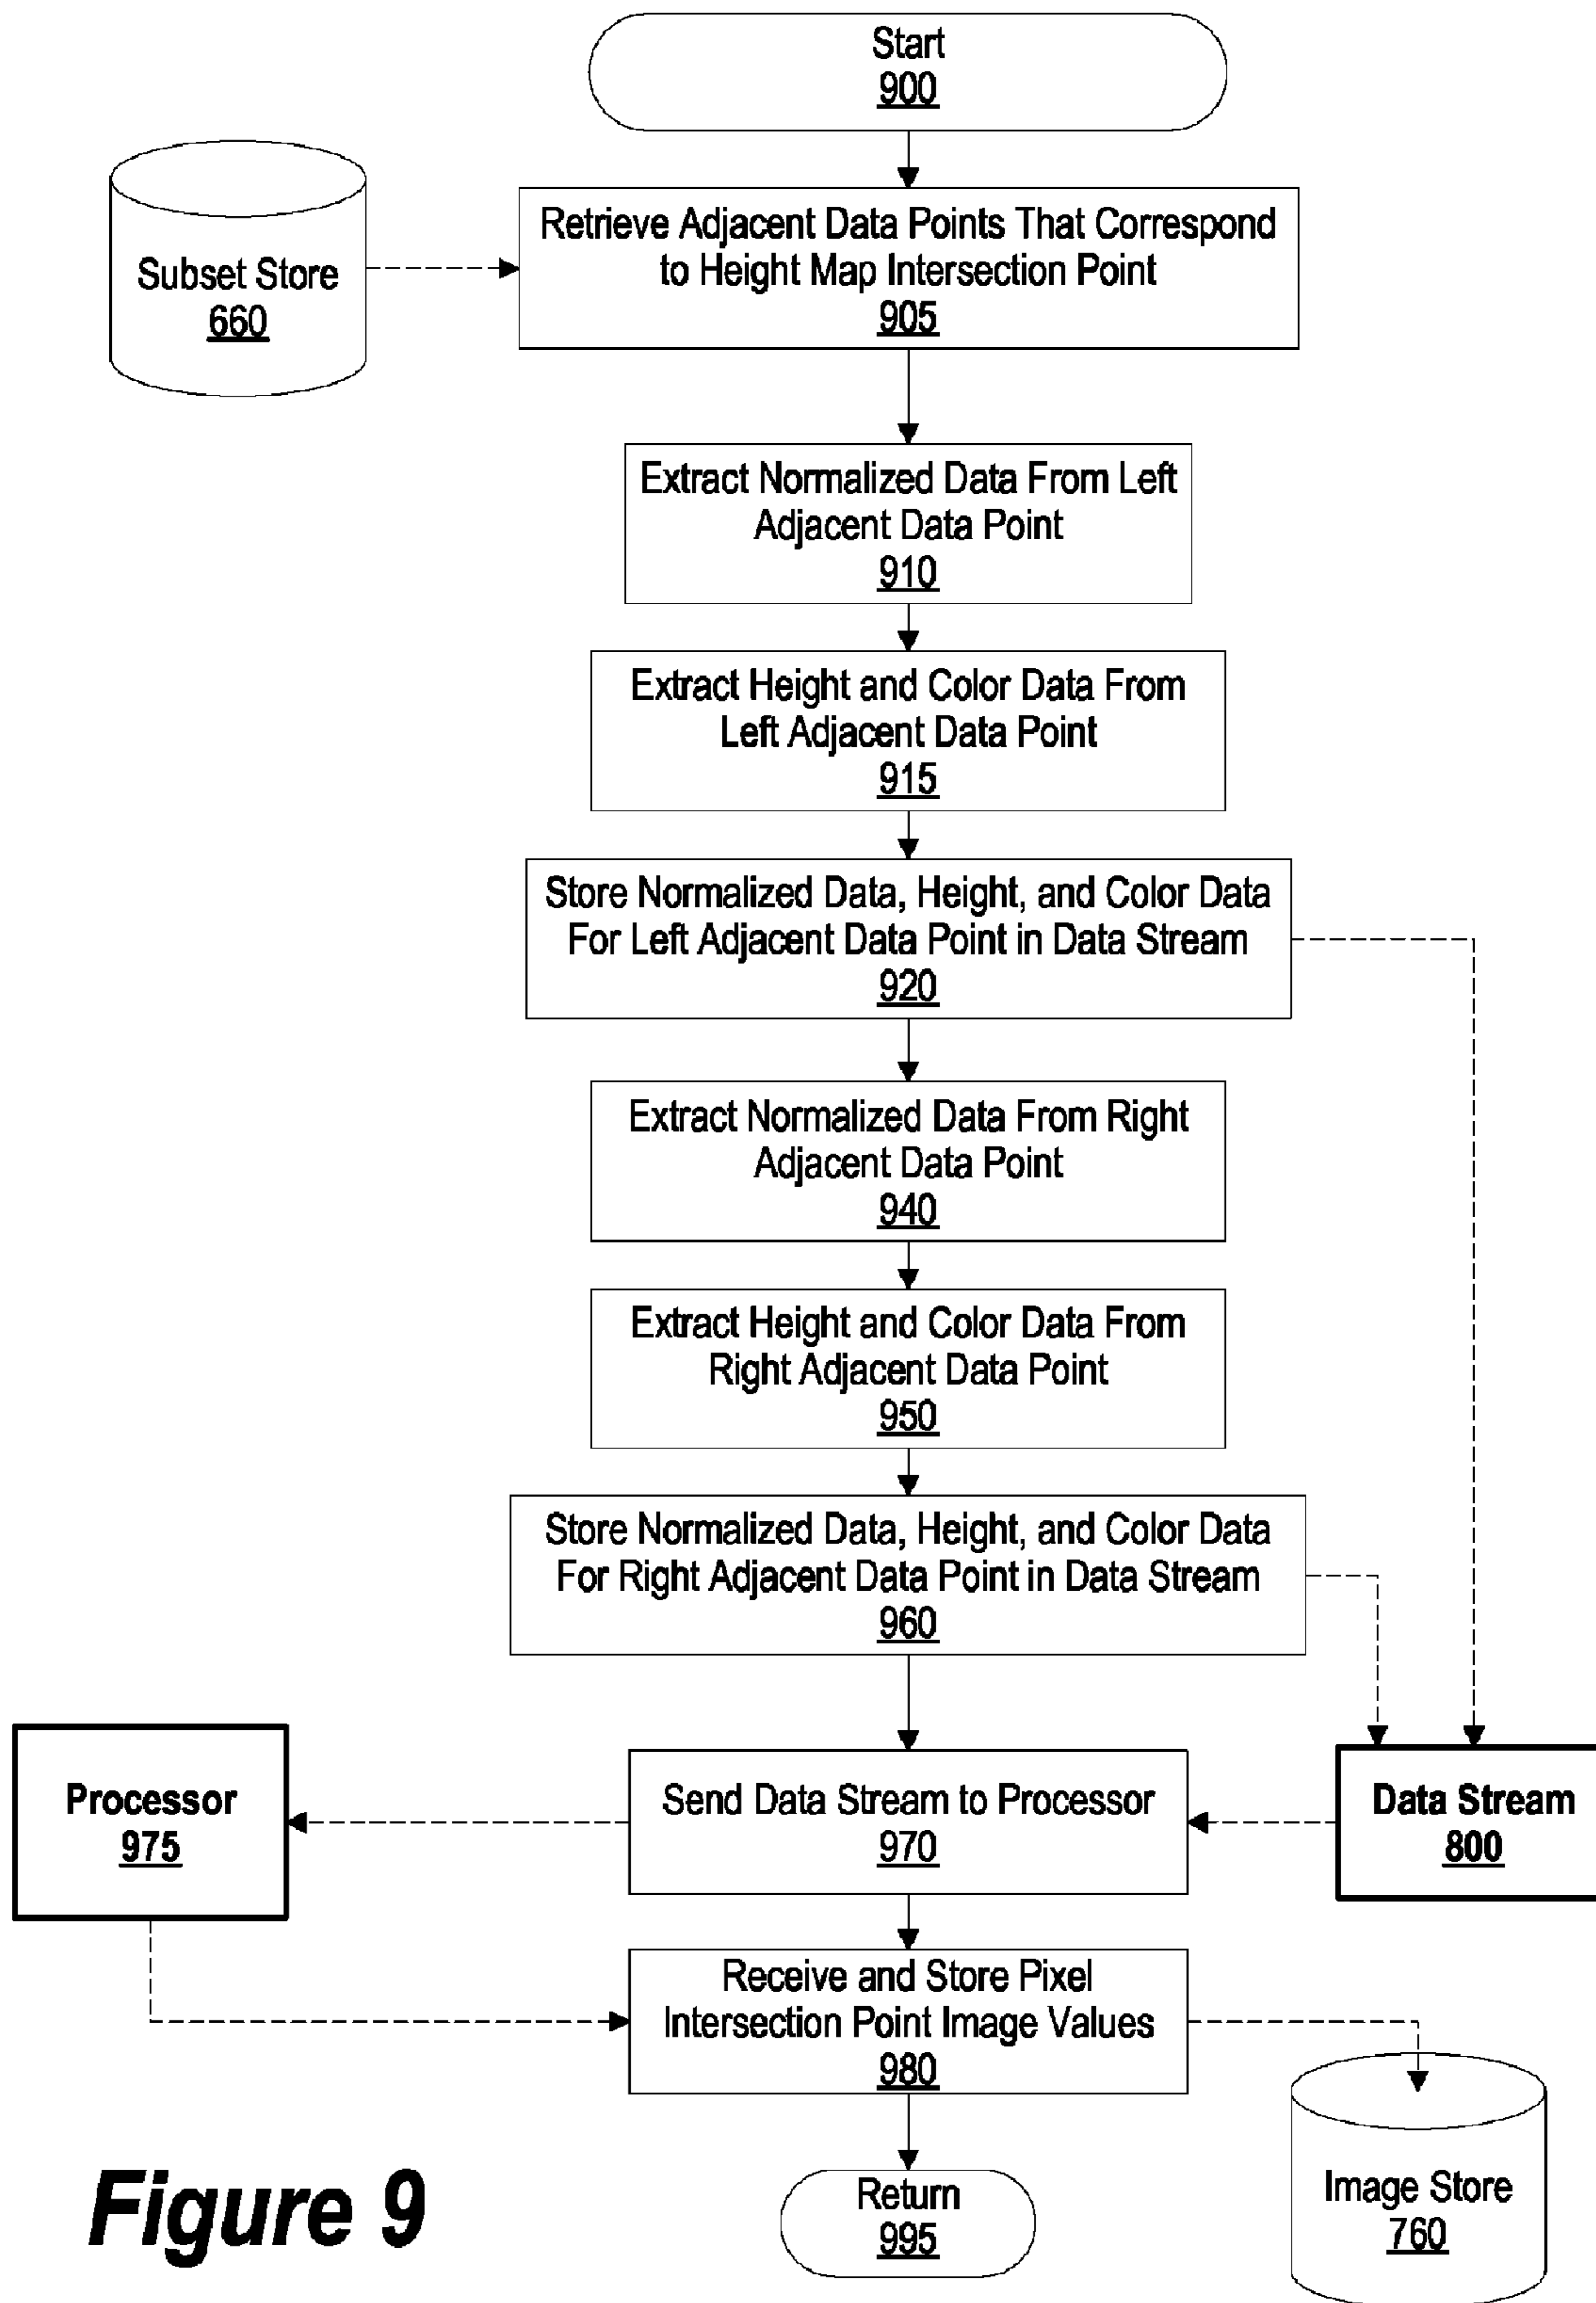 Start
900
Subset Store
660
Retrieve Adjacent Data Points That Correspond
to Height Map Intersection Point
905
Extract Normalized Data From Left
Adjacent Data Point
910
Extract Height and Color Data From
Left Adjacent Data Point
915
Store Normalized Data, Height, and Color Data
For Left Adjacent Data Point in Data Stream
920
Extract Normalized Data From Right
Adjacent Data Point
940
Extract Height and Color Data From
Right Adjacent Data Point
950
Store Normalized Data, Height, and Color Data
For Right Adjacent Data Point in Data Stream
960
Processor
975
Send Data Stream to Processor
970
Data Stream
800
Receive and Store Pixel
Intersection Point Image Values
980
Return
995
Image Store
760
Figure 9